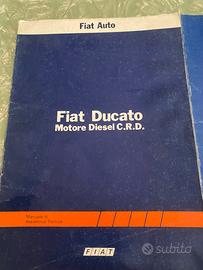 Fiat Auto
Fiat Ducato
Motore Diesel C.R.D.
Manuale di
Assistenza Tecnica
FIAT
subito